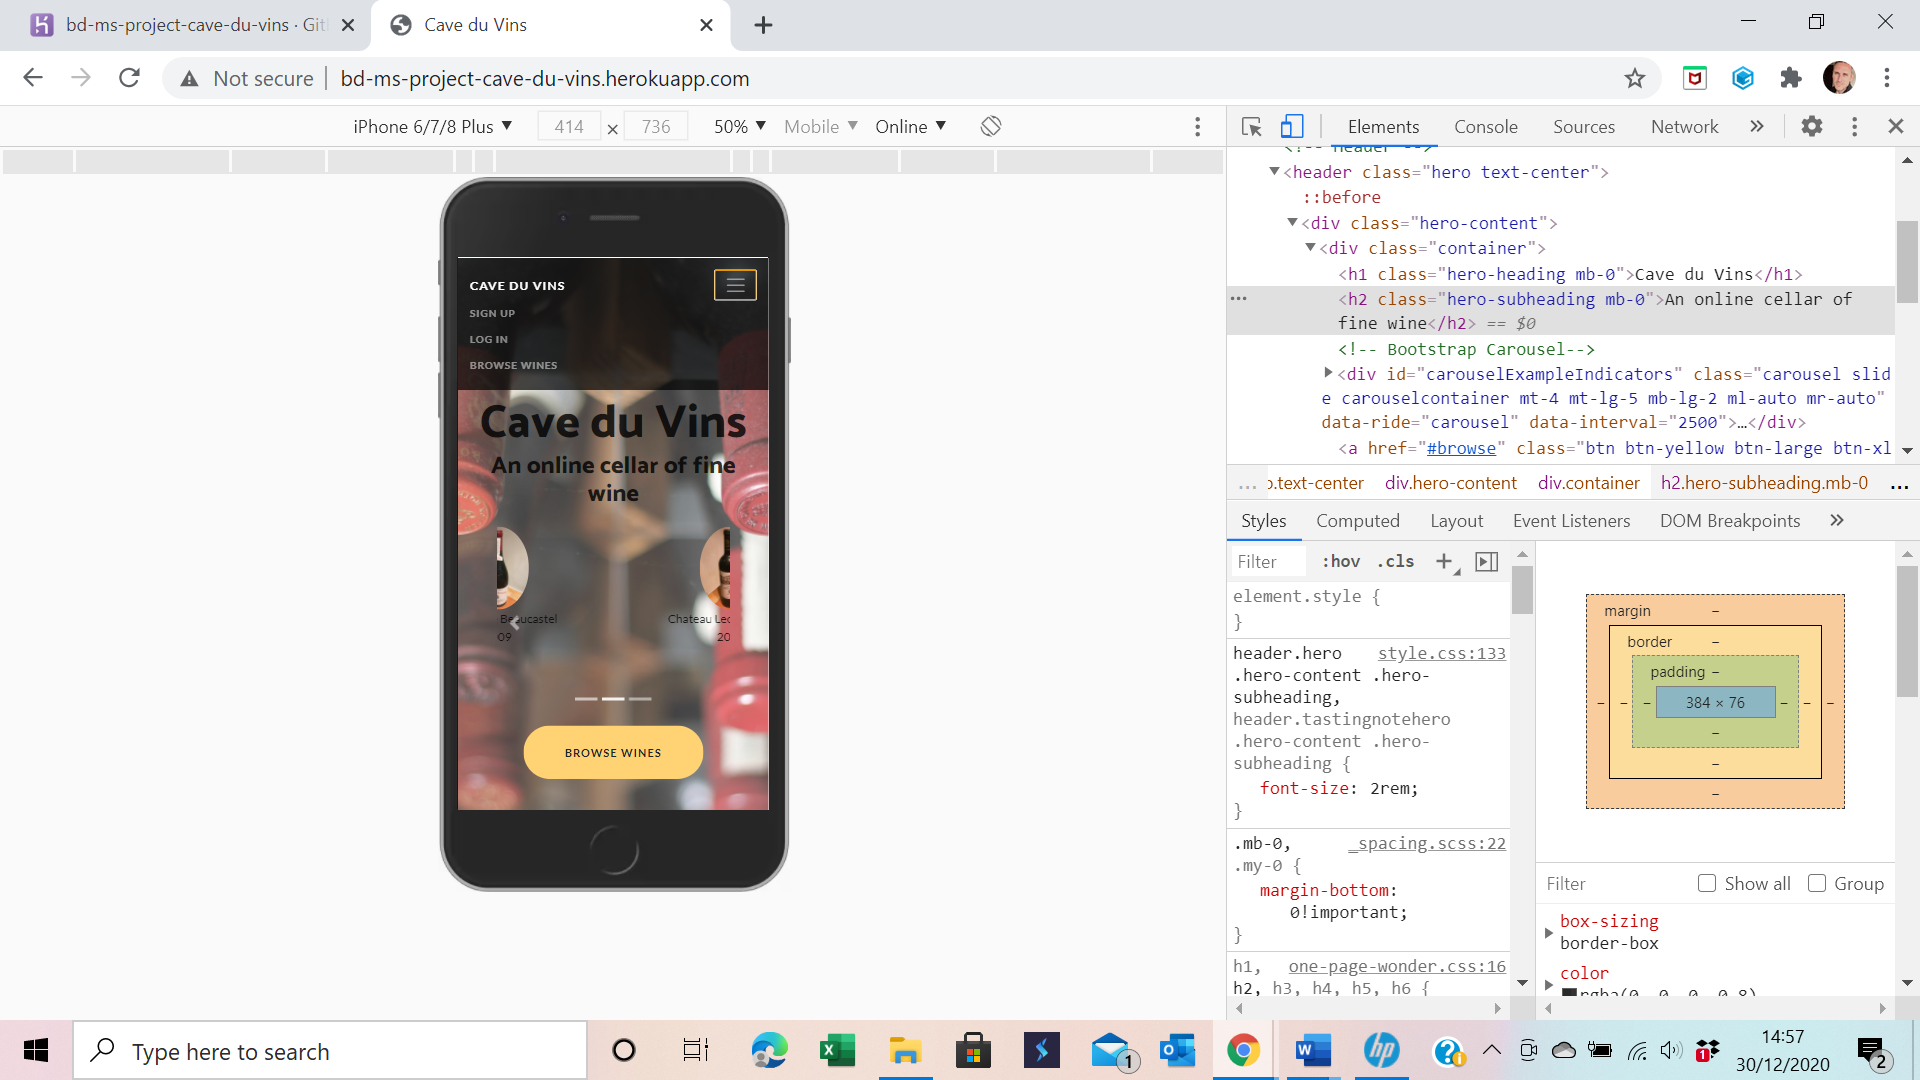 bd-ms-project-cave-du-vins · Git
Cave du Vins
Not secure
bd-ms-project-cave-du-vins.herokuapp.com
iPhone 6/7/8 Plus
414 × 736
50%
Mobile
Online
Elements Console Sources Network
CAVE DU VINS
SIGN UP
LOG IN
BROWSE WINES
Cave du Vins
An online cellar of fine
wine
Beaucastel
09
Chateau Leo
20
BROWSE WINES
<!-- Header -->
<header class="hero text-center">
::before
<div class="hero-content">
<div class="container">
<h1 class="hero-heading mb-0">Cave du Vins</h1>
<h2 class="hero-subheading mb-0">An online cellar of
fine wine</h2> == $0
<!-- Bootstrap Carousel-->
<div id="carouselExampleIndicators" class="carousel slid
e carouselcontainer mt-4 mt-lg-5 mb-lg-2 ml-auto mr-auto"
data-ride="carousel" data-interval="2500">…</div>
<a href="#browse" class="btn btn-yellow btn-large btn-xl
... o.text-center div.hero-content div.container h2.hero-subheading.mb-0 ...
Styles Computed Layout Event Listeners DOM Breakpoints
Filter :hov .cls
element.style {
}
header.hero style.css:133
.hero-content .hero-
subheading,
header.tastingnotehero
.hero-content .hero-
subheading {
font-size: 2rem;
}
.mb-0, _spacing.scss:22
.my-0 {
margin-bottom:
0!important;
}
h1, one-page-wonder.css:16
h2, h3, h4, h5, h6 {
margin –
border –
padding –
– – – 384 × 76 – – –
–
–
–
Filter Show all Group
box-sizing
border-box
color
rgba(0, 0, 0, 0.8)
Type here to search
1
1
14:57
30/12/2020
2